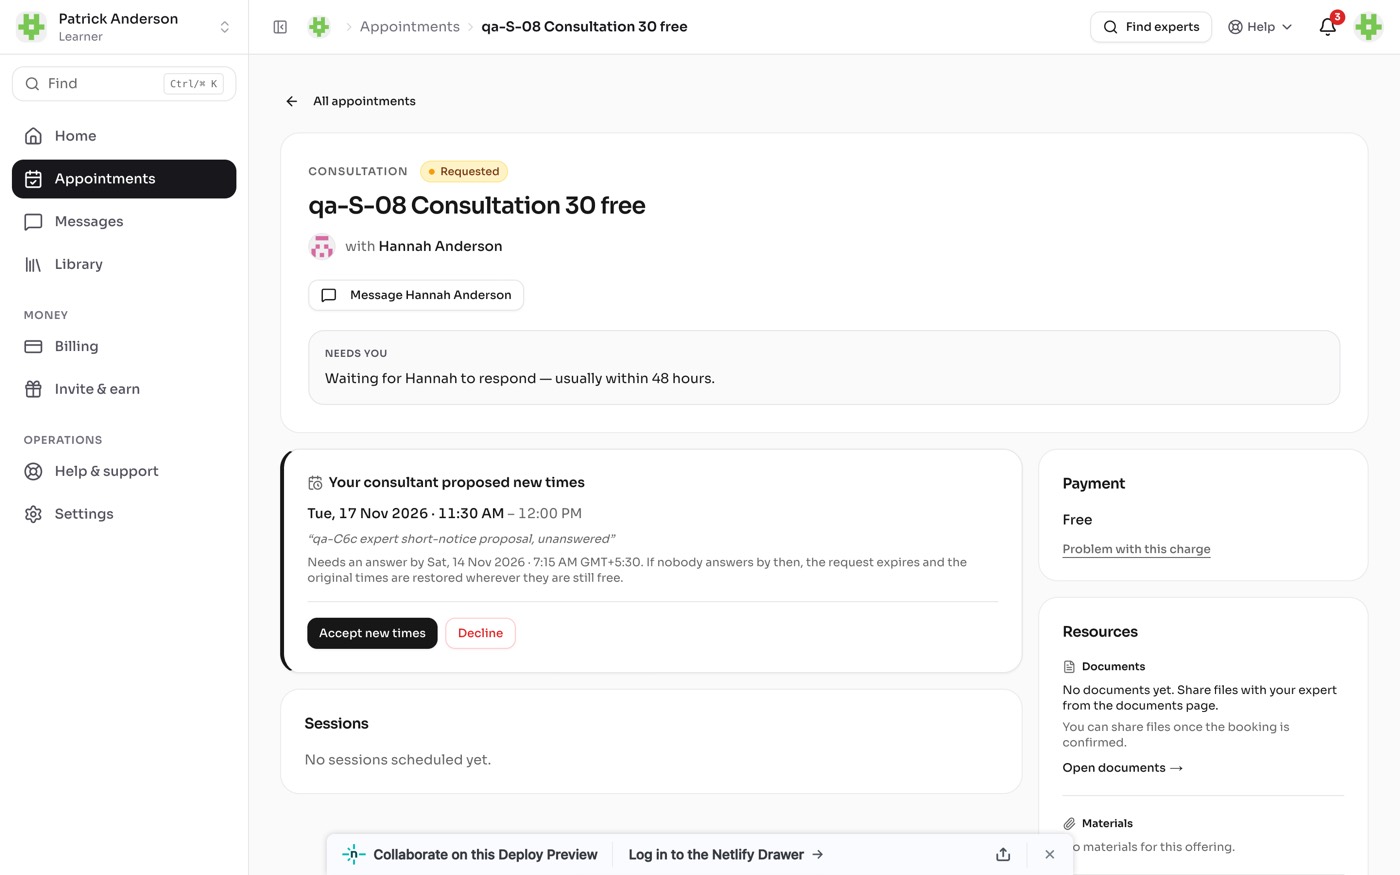 Patrick Anderson
Learner
Appointments
qa-S-08 Consultation 30 free
Find experts
Help
3
Find
Ctrl/⌘ K
Home
Appointments
Messages
Library
MONEY
Billing
Invite & earn
OPERATIONS
Help & support
Settings
All appointments
CONSULTATION
Requested
qa-S-08 Consultation 30 free
with Hannah Anderson
Message Hannah Anderson
NEEDS YOU
Waiting for Hannah to respond — usually within 48 hours.
Your consultant proposed new times
Tue, 17 Nov 2026 · 11:30 AM – 12:00 PM
“qa-C6c expert short-notice proposal, unanswered”
Needs an answer by Sat, 14 Nov 2026 · 7:15 AM GMT+5:30. If nobody answers by then, the request expires and the
original times are restored wherever they are still free.
Accept new times
Decline
Sessions
No sessions scheduled yet.
Payment
Free
Problem with this charge
Resources
Documents
No documents yet. Share files with your expert
from the documents page.
You can share files once the booking is
confirmed.
Open documents →
Materials
o materials for this offering.
Collaborate on this Deploy Preview
Log in to the Netlify Drawer →